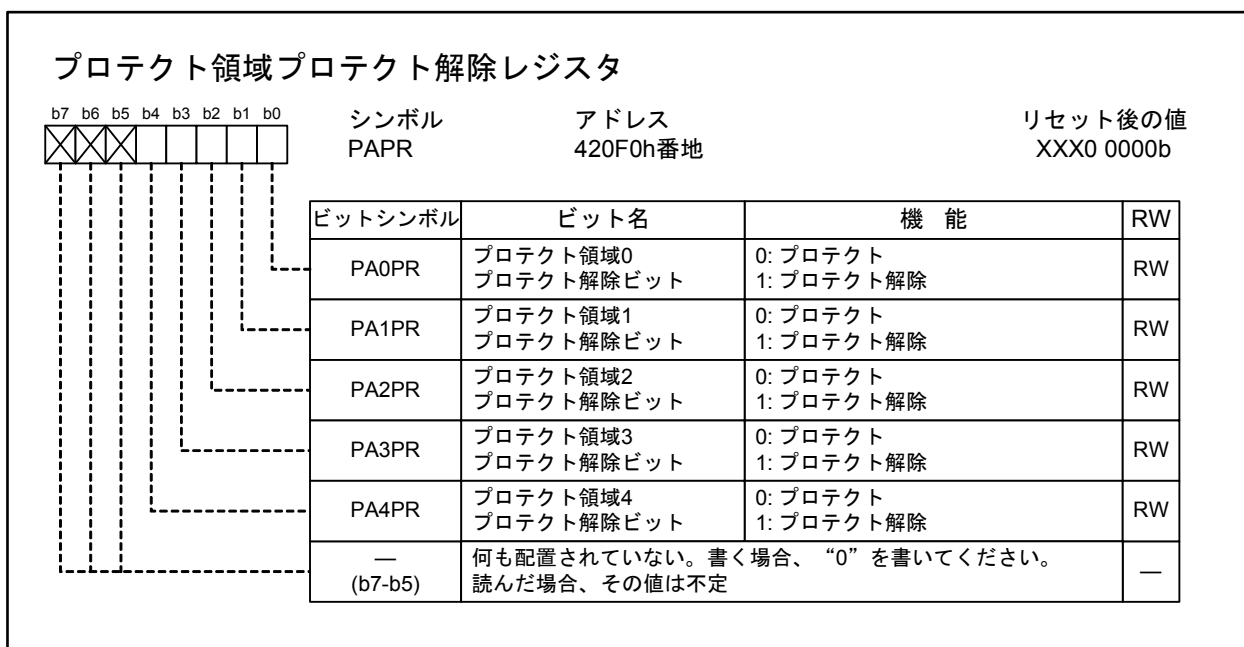 プロテクト領域プロテクト解除レジスタ
b7 b6 b5 b4 b3 b2 b1 b0
シンボル アドレス リセット後の値
PAPR 420F0h番地 XXX0 0000b
ビットシンボル ビット名 機 能 RW
PA0PR プロテクト領域0 0: プロテクト RW
プロテクト解除ビット 1: プロテクト解除
PA1PR プロテクト領域1 0: プロテクト RW
プロテクト解除ビット 1: プロテクト解除
PA2PR プロテクト領域2 0: プロテクト RW
プロテクト解除ビット 1: プロテクト解除
PA3PR プロテクト領域3 0: プロテクト RW
プロテクト解除ビット 1: プロテクト解除
PA4PR プロテクト領域4 0: プロテクト RW
プロテクト解除ビット 1: プロテクト解除
— 何も配置されていない。書く場合、“0”を書いてください。 —
(b7-b5) 読んだ場合、その値は不定